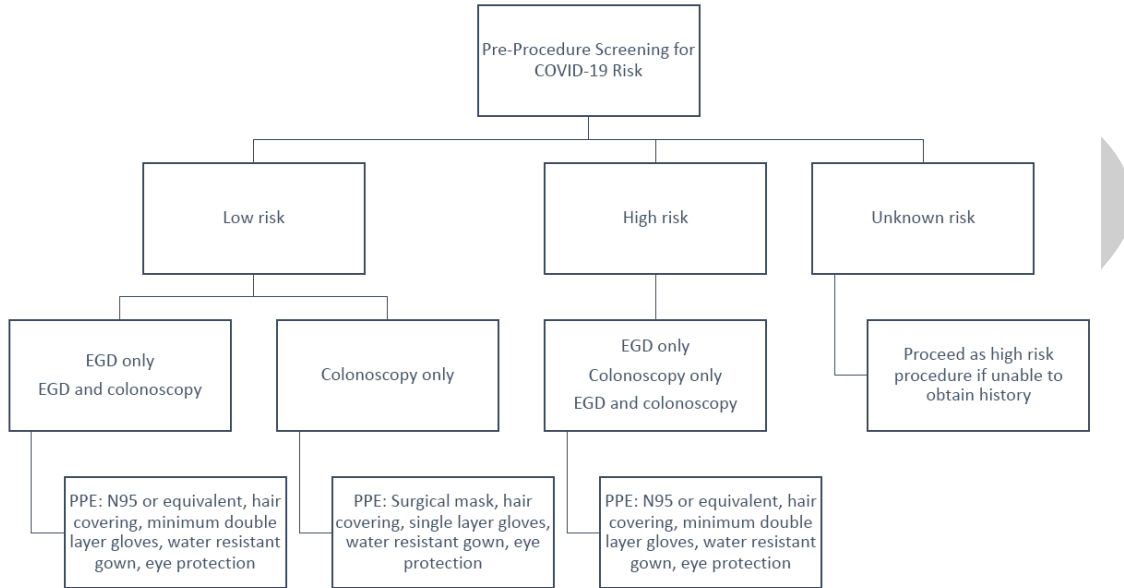 Pre-Procedure Screening for
COVID-19 Risk
Low risk
High risk
Unknown risk
EGD only
EGD and colonoscopy
Colonoscopy only
EGD only
Colonoscopy only
EGD and colonoscopy
Proceed as high risk
procedure if unable to
obtain history
PPE: N95 or equivalent, hair
covering, minimum double
layer gloves, water resistant
gown, eye protection
PPE: Surgical mask, hair
covering, single layer gloves,
water resistant gown, eye
protection
PPE: N95 or equivalent, hair
covering, minimum double
layer gloves, water resistant
gown, eye protection